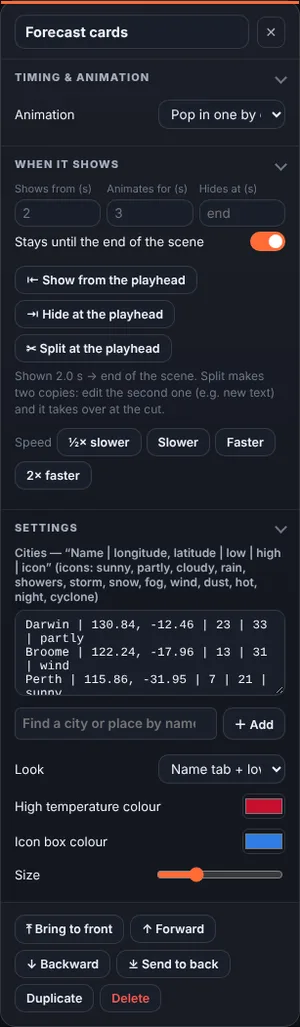 Forecast cards
TIMING & ANIMATION
Animation
Pop in one by
WHEN IT SHOWS
Shows from (s) Animates for (s) Hides at (s)
2 3 end
Stays until the end of the scene
⇤ Show from the playhead
⇥ Hide at the playhead
✂ Split at the playhead
Shown 2.0 s → end of the scene. Split makes
two copies: edit the second one (e.g. new text)
and it takes over at the cut.
Speed ½× slower Slower Faster
2× faster
SETTINGS
Cities — “Name | longitude, latitude | low | high
| icon” (icons: sunny, partly, cloudy, rain,
showers, storm, snow, fog, wind, dust, hot,
night, cyclone)
Darwin | 130.84, -12.46 | 23 | 33
| partly
Broome | 122.24, -17.96 | 13 | 31
| wind
Perth | 115.86, -31.95 | 7 | 21 |
sunny
Find a city or place by name
+ Add
Look
Name tab + lov
High temperature colour
Icon box colour
Size
⤒ Bring to front ↑ Forward
↓ Backward ⤓ Send to back
Duplicate Delete